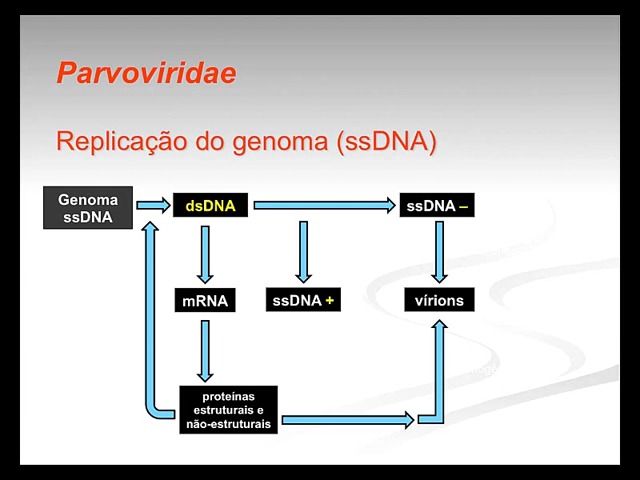 Parvoviridae
Replicação do genoma (ssDNA)
Genoma
ssDNA
dsDNA
ssDNA –
mRNA
ssDNA +
vírions
proteínas
estruturais e
não-estruturais